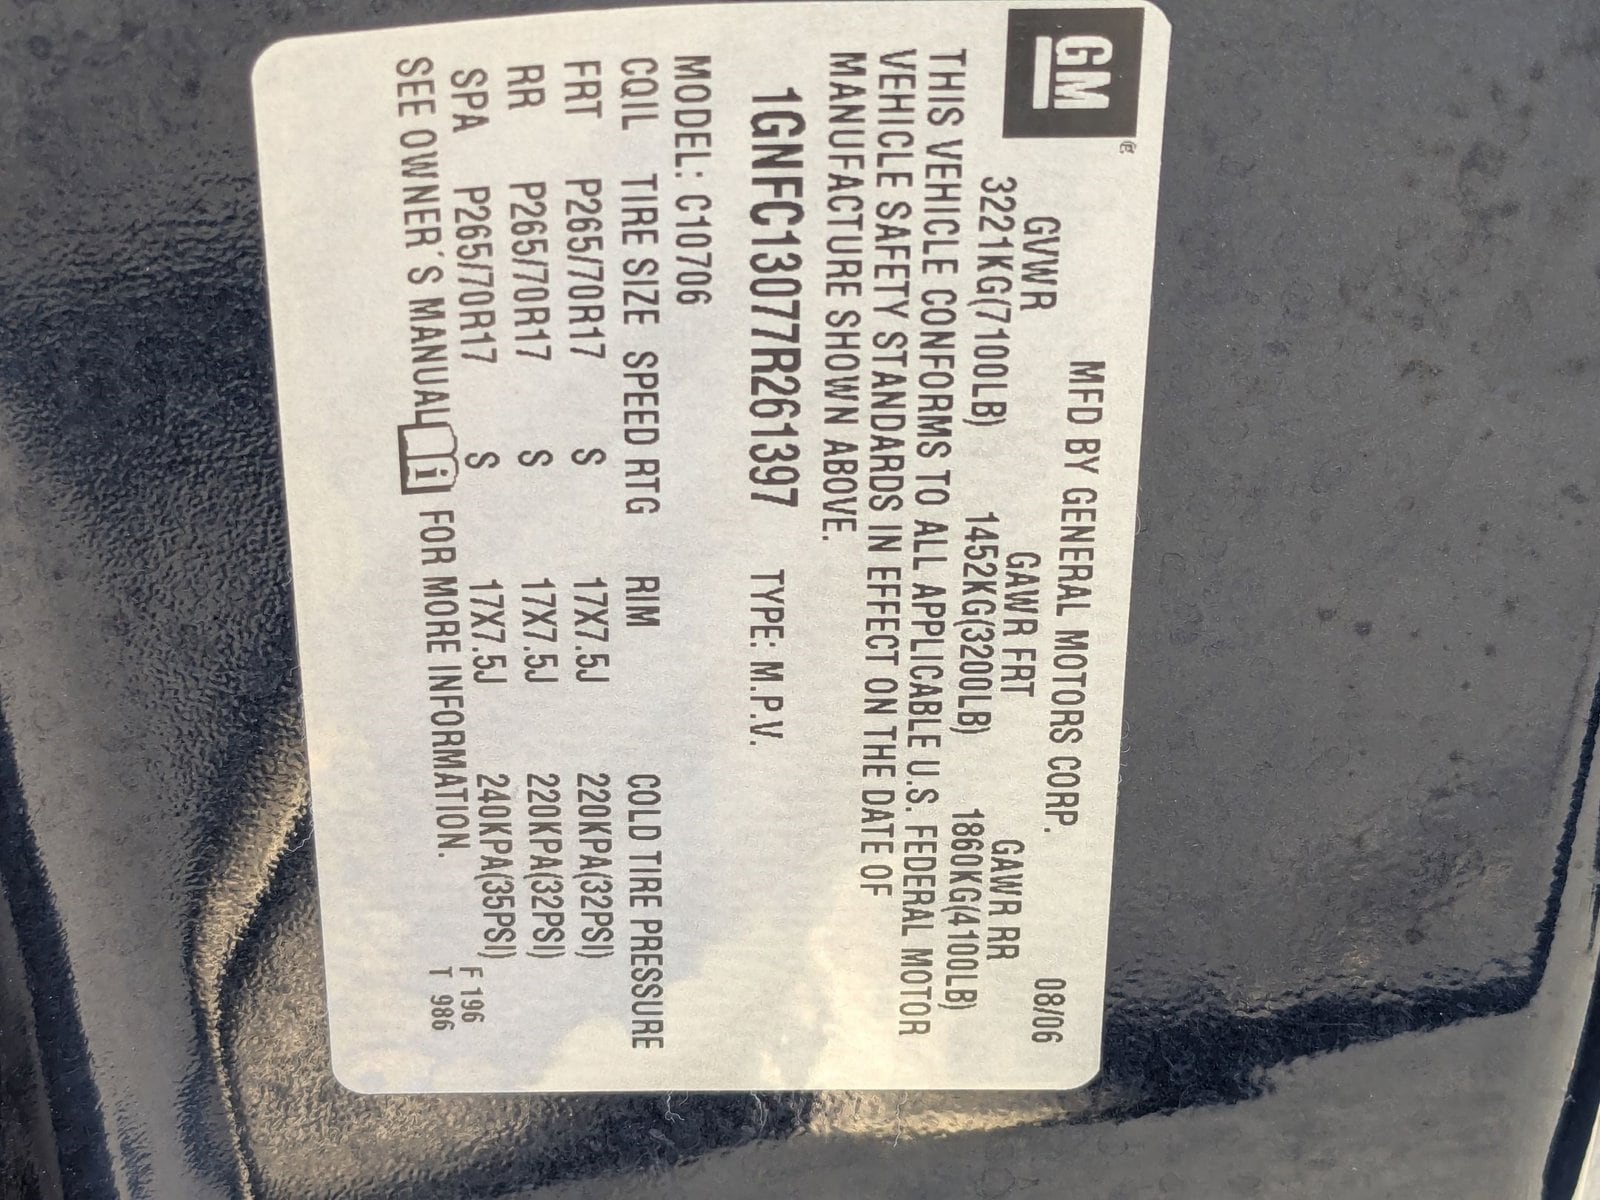 GM
MFD BY GENERAL MOTORS CORP. 08/06
GVWR GAWR FRT GAWR RR
3221KG(7100LB) 1452KG(3200LB) 1860KG(4100LB)
THIS VEHICLE CONFORMS TO ALL APPLICABLE U.S. FEDERAL MOTOR
VEHICLE SAFETY STANDARDS IN EFFECT ON THE DATE OF
MANUFACTURE SHOWN ABOVE.
1GNFC13077R261397 TYPE: M.P.V.
MODEL: C10706
CQIL TIRE SIZE SPEED RTG RIM COLD TIRE PRESSURE
FRT P265/70R17 S 17X7.5J 220KPA(32PSI)
RR P265/70R17 S 17X7.5J 220KPA(32PSI)
SPA P265/70R17 S 17X7.5J 240KPA(35PSI)
SEE OWNER'S MANUAL i FOR MORE INFORMATION.
F 196
T 986